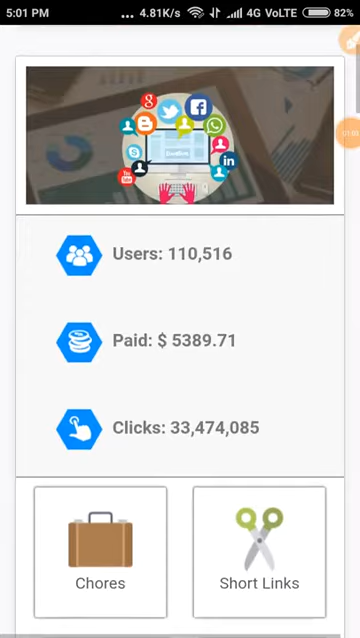 5:01 PM ... 4.81K/s 4G VoLTE 82%
Users: 110,516
Paid: $ 5389.71
Clicks: 33,474,085
Chores Short Links